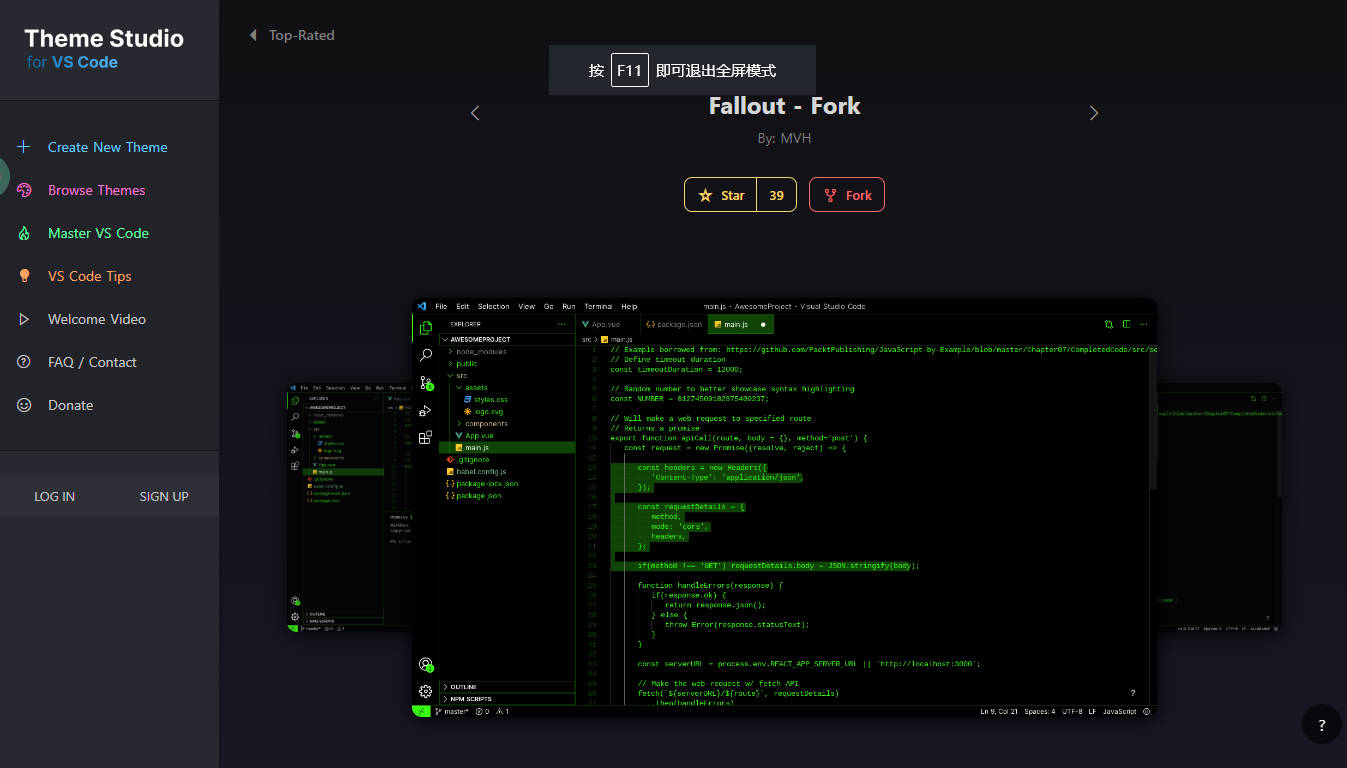 Theme Studio
for VS Code
Create New Theme
Browse Themes
Master VS Code
VS Code Tips
Welcome Video
FAQ / Contact
Donate
LOG IN
SIGN UP
Top-Rated
按 F11 即可退出全屏模式
Fallout - Fork
By: MVH
Star 39
Fork
File Edit Selection View Go Run Terminal Help
main.js - AwesomeProject - Visual Studio Code
EXPLORER
AWESOMEPROJECT
node_modules
public
src
assets
styles.css
logo.svg
components
App.vue
main.js
.gitignore
babel.config.js
package-lock.json
package.json
OUTLINE
NPM SCRIPTS
App.vue
package.json
main.js
src > main.js
// Example borrowed from: https://github.com/PacktPublishing/JavaScript-by-Example/blob/master/Chapter07/CompletedCode/src/se
// Define timeout duration
const timeoutDuration = 12000;
// Random number to better showcase syntax highlighting
const NUMBER =
// Will make a web request to specified route
// Returns a promise
export function apiCall(route, body = {}, method='post') {
const request = new Promise((resolve, reject) => {
const headers = new Headers({
'Content-Type': 'application/json',
});
const requestDetails = {
method,
mode: 'cors',
headers,
};
if(method !== 'GET') requestDetails.body = JSON.stringify(body);
function handleErrors(response) {
if(response.ok) {
return response.json();
} else {
throw Error(response.statusText);
}
}
const serverURL = process.env.REACT_APP_SERVER_URL || `http://localhost:3000`;
// Make the web request w/ fetch API
fetch(`${serverURL}/${route}`, requestDetails)
.then(handleErrors)
?
master* 0 1
Ln 9, Col 21 Spaces: 4 UTF-8 LF JavaScript
?